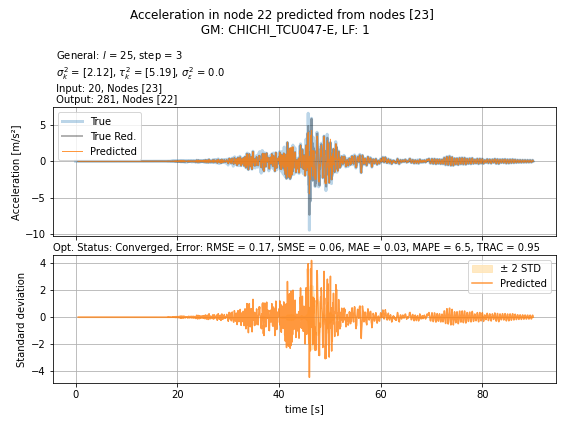 Acceleration in node 22 predicted from nodes [23]
GM: CHICHI_TCU047-E, LF: 1
General: l = 25, step = 3
σ²ₖ = [2.12], τ²ₖ = [5.19], σ²ε = 0.0
Input: 20, Nodes [23]
Output: 281, Nodes [22]
True
True Red.
Predicted
Acceleration [m/s²]
5
0
−5
−10
Opt. Status: Converged, Error: RMSE = 0.17, SMSE = 0.06, MAE = 0.03, MAPE = 6.5, TRAC = 0.95
± 2 STD
Predicted
Standard deviation
4
2
0
−2
−4
0 20 40 60 80
time [s]